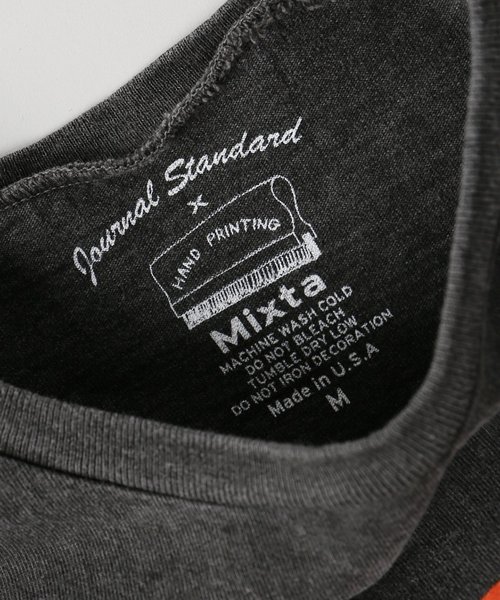 Journal Standard
x
HAND PRINTING
Mixta
MACHINE WASH COLD
DO NOT BLEACH
TUMBLE DRY LOW
DO NOT IRON DECORATION
Made in U.S.A
M